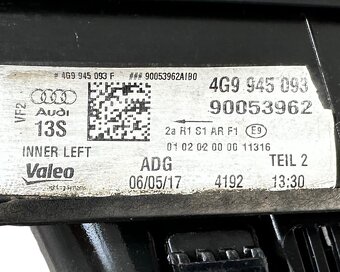 # 4G9 945 093 F ### 90053962AIB0
4G9 945 093
90053962
VF2
Audi
13S
2a R1 S1 AR F1 E9
01 02 02 00 00 11316
INNER LEFT
ADG
TEIL 2
Valeo
06/05/17 4192 13:30